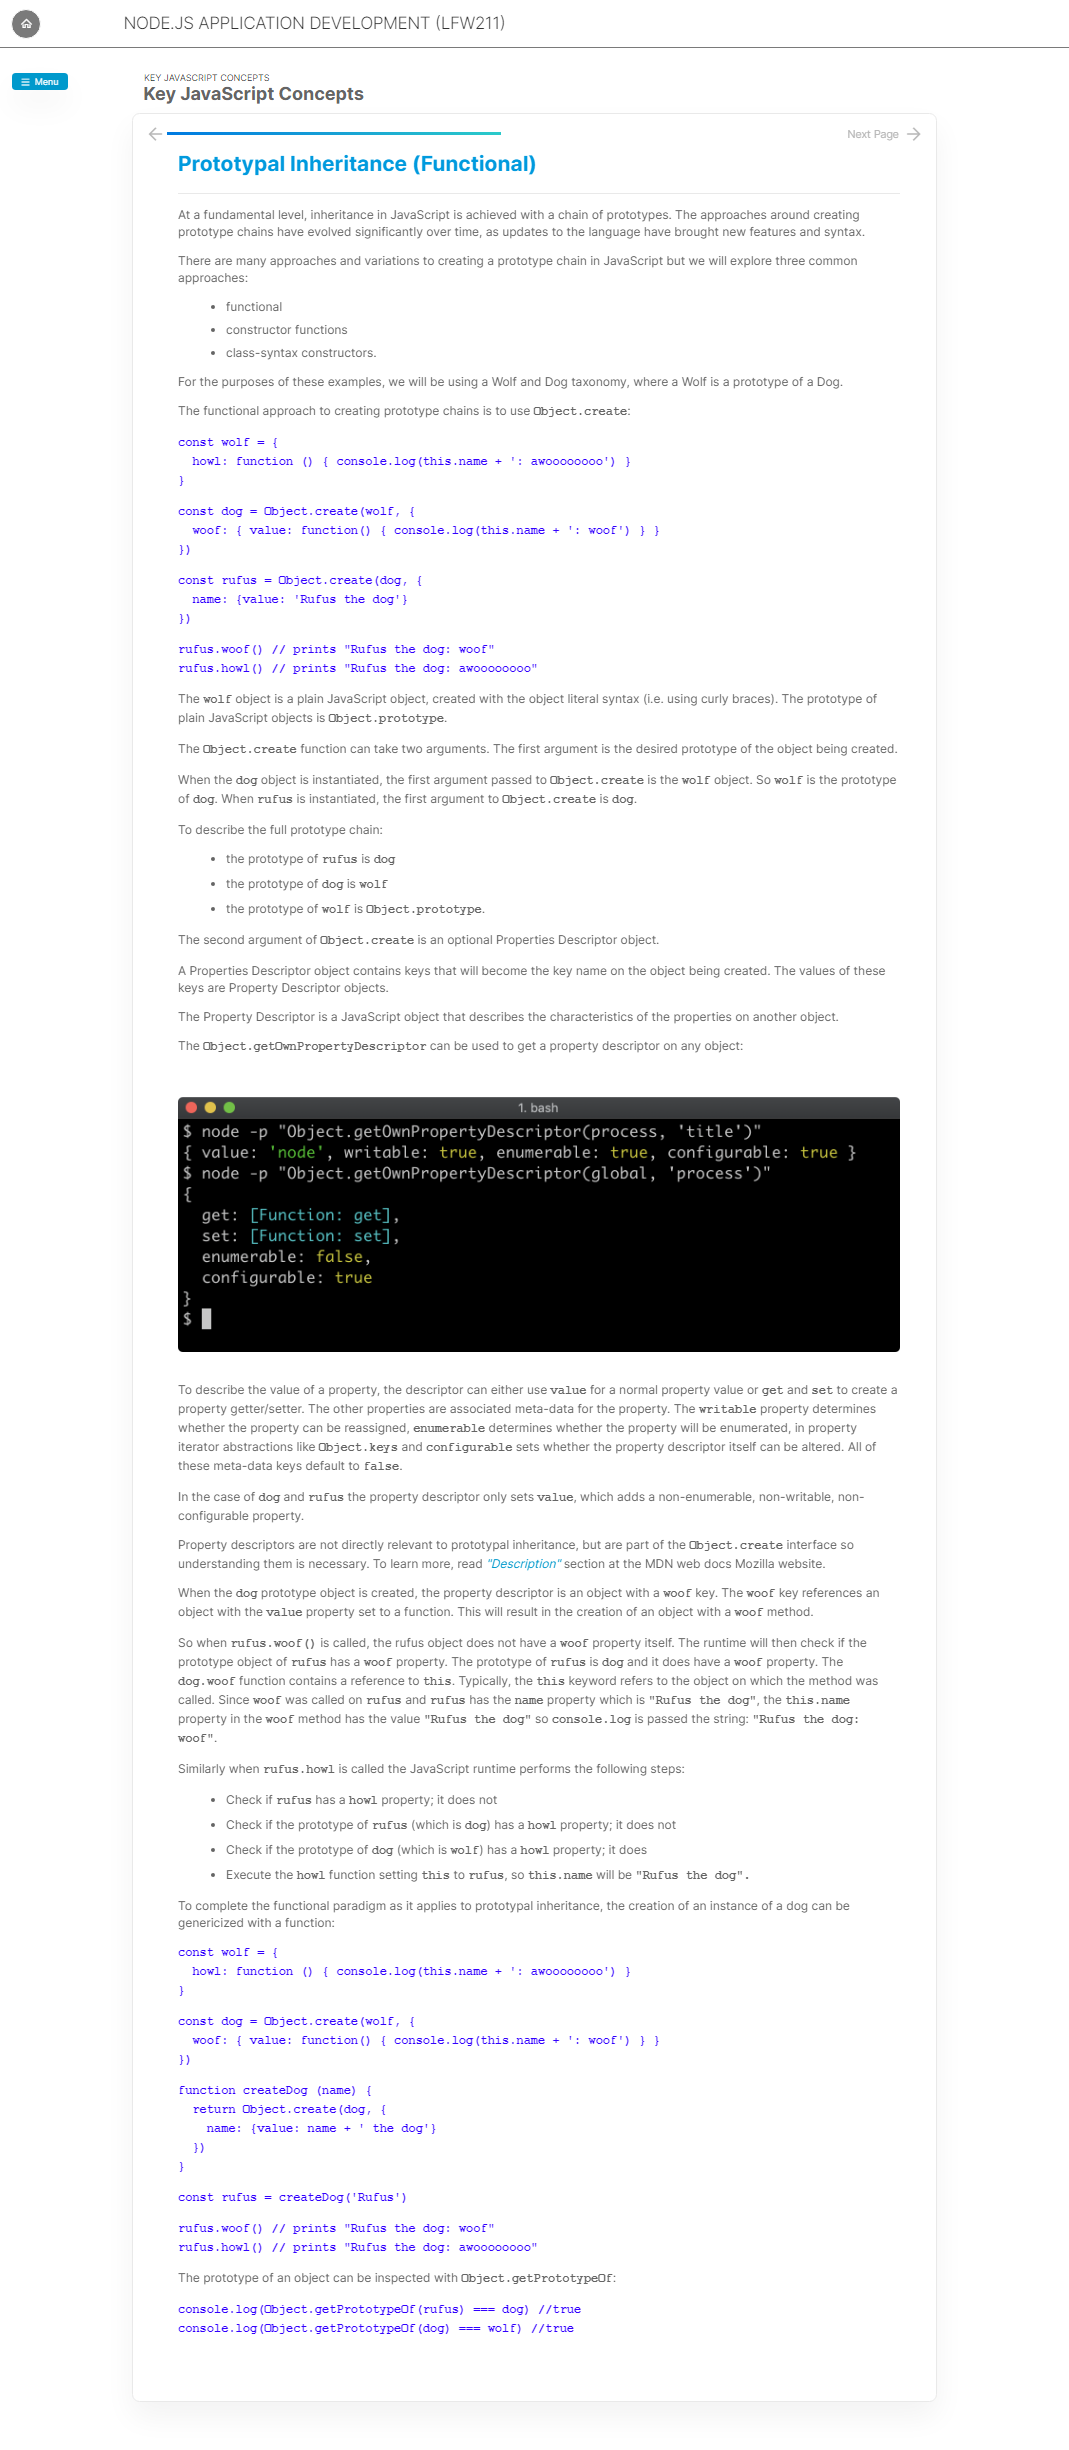 NODE.JS APPLICATION DEVELOPMENT (LFW211)
Menu
KEY JAVASCRIPT CONCEPTS
Key JavaScript Concepts
Next Page
Prototypal Inheritance (Functional)
At a fundamental level, inheritance in JavaScript is achieved with a chain of prototypes. The approaches around creating
prototype chains have evolved significantly over time, as updates to the language have brought new features and syntax.
There are many approaches and variations to creating a prototype chain in JavaScript but we will explore three common
approaches:
• functional
• constructor functions
• class-syntax constructors.
For the purposes of these examples, we will be using a Wolf and Dog taxonomy, where a Wolf is a prototype of a Dog.
The functional approach to creating prototype chains is to use Object.create:
const wolf = {
  howl: function () { console.log(this.name + ': awoooooooo') }
}
const dog = Object.create(wolf, {
  woof: { value: function() { console.log(this.name + ': woof') } }
})
const rufus = Object.create(dog, {
  name: {value: 'Rufus the dog'}
})
rufus.woof() // prints "Rufus the dog: woof"
rufus.howl() // prints "Rufus the dog: awoooooooo"
The wolf object is a plain JavaScript object, created with the object literal syntax (i.e. using curly braces). The prototype of
plain JavaScript objects is Object.prototype.
The Object.create function can take two arguments. The first argument is the desired prototype of the object being created.
When the dog object is instantiated, the first argument passed to Object.create is the wolf object. So wolf is the prototype
of dog. When rufus is instantiated, the first argument to Object.create is dog.
To describe the full prototype chain:
• the prototype of rufus is dog
• the prototype of dog is wolf
• the prototype of wolf is Object.prototype.
The second argument of Object.create is an optional Properties Descriptor object.
A Properties Descriptor object contains keys that will become the key name on the object being created. The values of these
keys are Property Descriptor objects.
The Property Descriptor is a JavaScript object that describes the characteristics of the properties on another object.
The Object.getOwnPropertyDescriptor can be used to get a property descriptor on any object:
1. bash
$ node -p "Object.getOwnPropertyDescriptor(process, 'title')"
{ value: 'node', writable: true, enumerable: true, configurable: true }
$ node -p "Object.getOwnPropertyDescriptor(global, 'process')"
{
  get: [Function: get],
  set: [Function: set],
  enumerable: false,
  configurable: true
}
$
To describe the value of a property, the descriptor can either use value for a normal property value or get and set to create a
property getter/setter. The other properties are associated meta-data for the property. The writable property determines
whether the property can be reassigned, enumerable determines whether the property will be enumerated, in property
iterator abstractions like Object.keys and configurable sets whether the property descriptor itself can be altered. All of
these meta-data keys default to false.
In the case of dog and rufus the property descriptor only sets value, which adds a non-enumerable, non-writable, non-
configurable property.
Property descriptors are not directly relevant to prototypal inheritance, but are part of the Object.create interface so
understanding them is necessary. To learn more, read "Description" section at the MDN web docs Mozilla website.
When the dog prototype object is created, the property descriptor is an object with a woof key. The woof key references an
object with the value property set to a function. This will result in the creation of an object with a woof method.
So when rufus.woof() is called, the rufus object does not have a woof property itself. The runtime will then check if the
prototype object of rufus has a woof property. The prototype of rufus is dog and it does have a woof property. The
dog.woof function contains a reference to this. Typically, the this keyword refers to the object on which the method was
called. Since woof was called on rufus and rufus has the name property which is "Rufus the dog", the this.name
property in the woof method has the value "Rufus the dog" so console.log is passed the string: "Rufus the dog:
woof".
Similarly when rufus.howl is called the JavaScript runtime performs the following steps:
• Check if rufus has a howl property; it does not
• Check if the prototype of rufus (which is dog) has a howl property; it does not
• Check if the prototype of dog (which is wolf) has a howl property; it does
• Execute the howl function setting this to rufus, so this.name will be "Rufus the dog".
To complete the functional paradigm as it applies to prototypal inheritance, the creation of an instance of a dog can be
genericized with a function:
const wolf = {
  howl: function () { console.log(this.name + ': awoooooooo') }
}
const dog = Object.create(wolf, {
  woof: { value: function() { console.log(this.name + ': woof') } }
})
function createDog (name) {
  return Object.create(dog, {
    name: {value: name + ' the dog'}
  })
}
const rufus = createDog('Rufus')
rufus.woof() // prints "Rufus the dog: woof"
rufus.howl() // prints "Rufus the dog: awoooooooo"
The prototype of an object can be inspected with Object.getPrototypeOf:
console.log(Object.getPrototypeOf(rufus) === dog) //true
console.log(Object.getPrototypeOf(dog) === wolf) //true